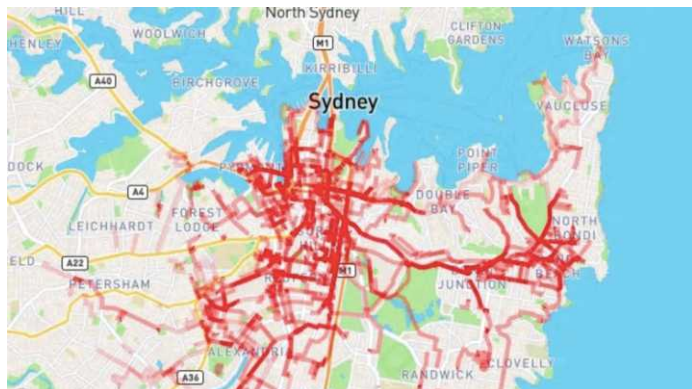 HILL
HENLEY
WOOLWICH
North Sydney
M1
CLIFTON
GARDENS
WATSONS
BAY
A40
BIRCHGROVE
KIRRIBILLI
Sydney
VAUCLUSE
DOCK
A4
POINT
PIPER
FOREST
LODGE
DOUBLE
BAY
LEICHHARDT
NORTH
BONDI
BEACH
ELD
A22
PETERSHAM
M1
JUNCTION
ALEXANDRIA
A36
RANDWICK
CLOVELLY